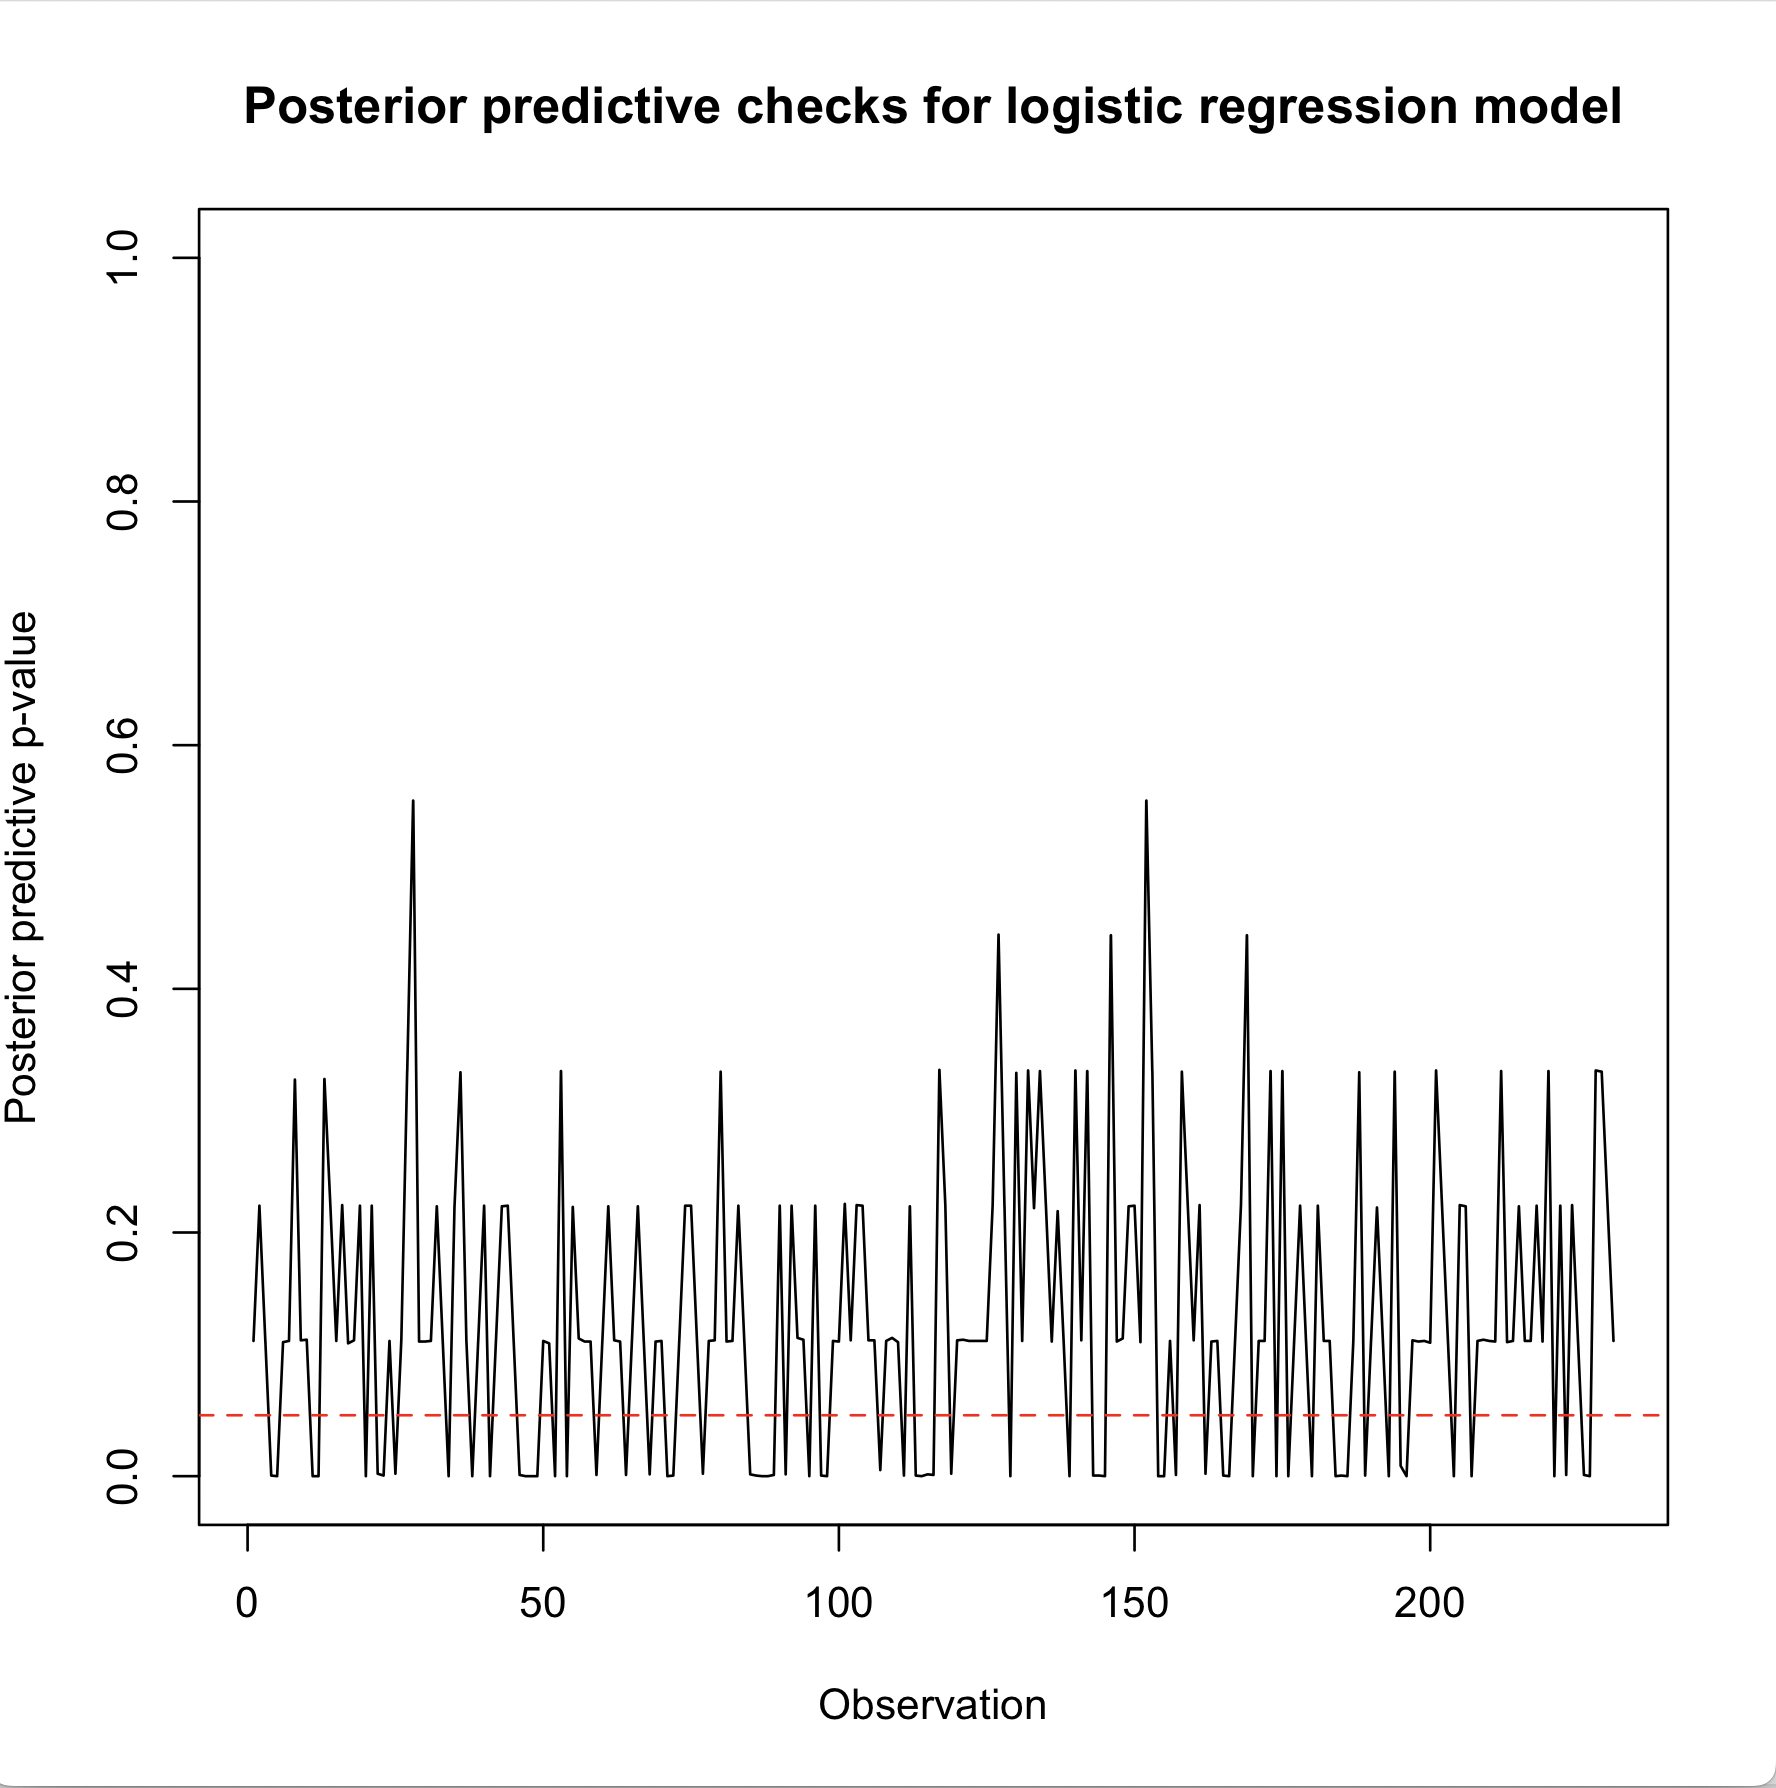 Posterior predictive checks for logistic regression model
1.0
0.8
0.6
0.4
0.2
0.0
Posterior predictive p-value
0 50 100 150 200
Observation